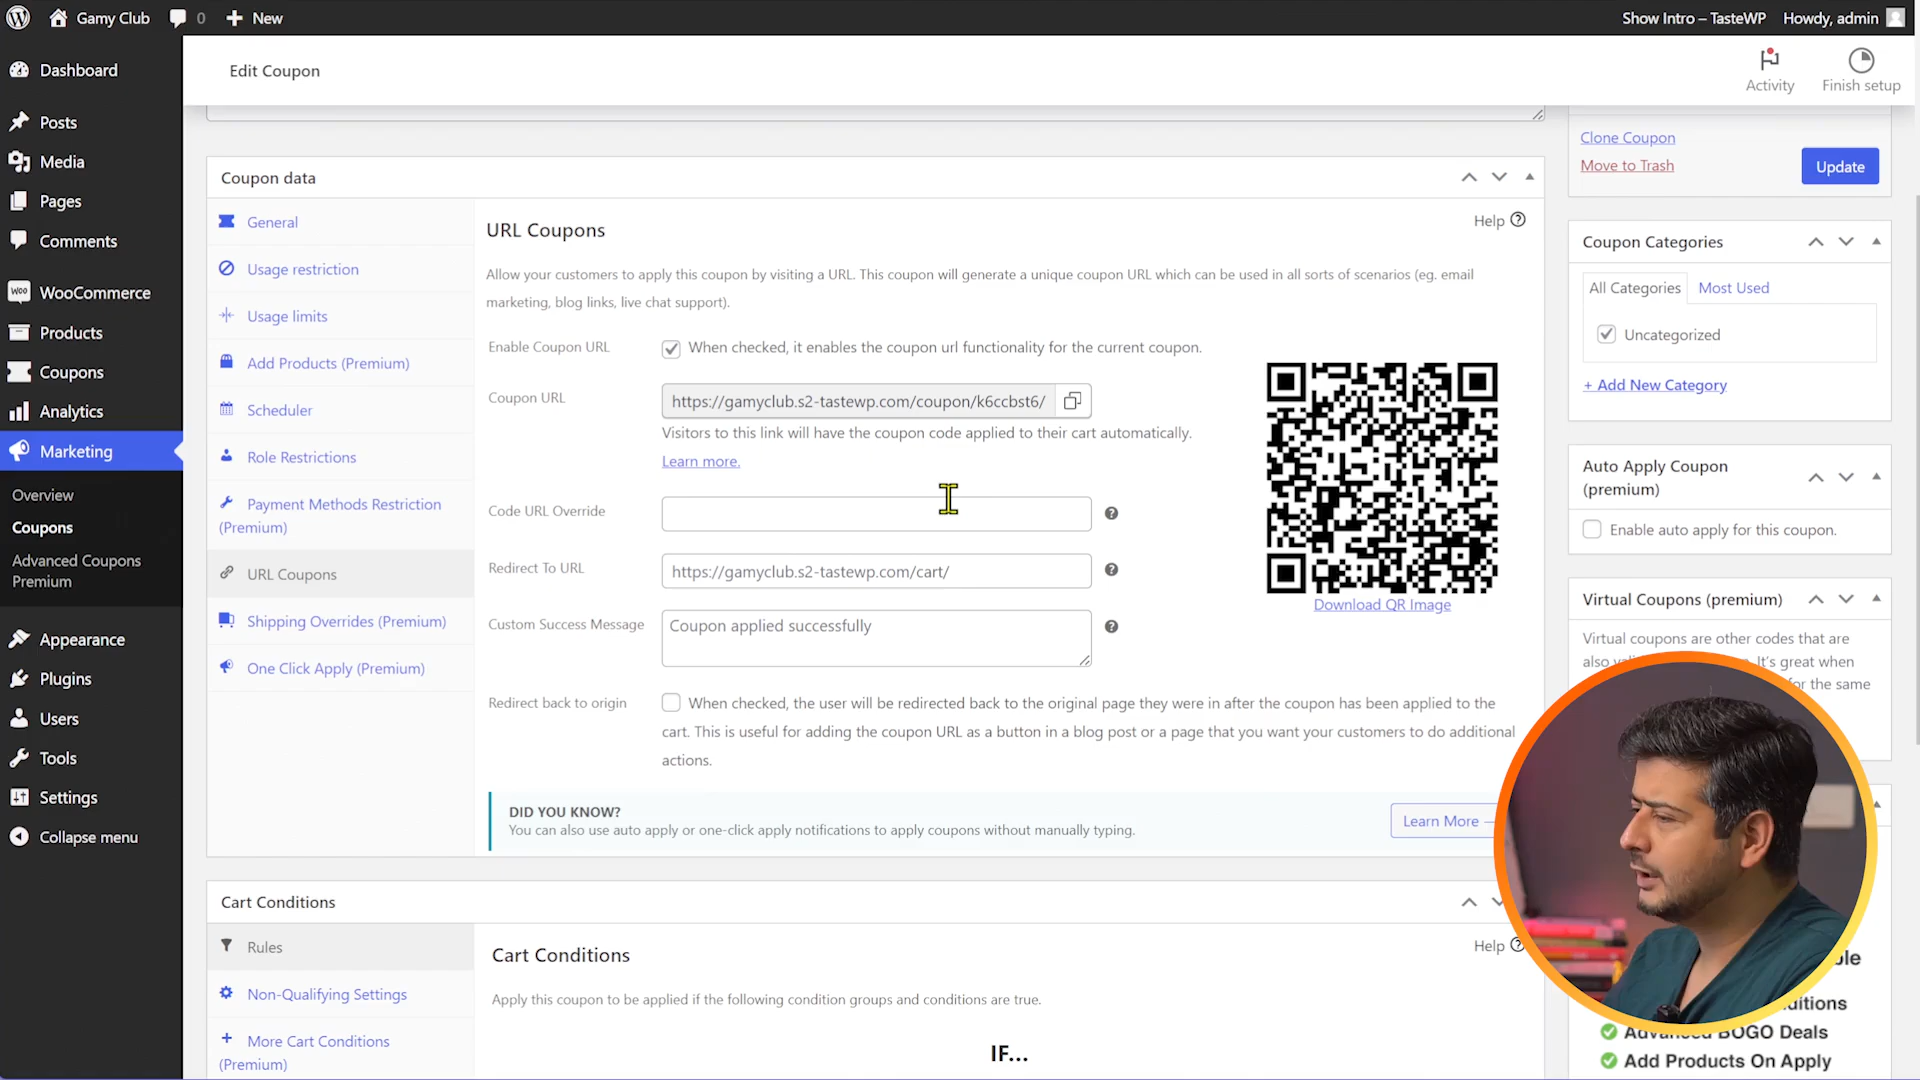 Gamy Club 0 New Show Intro – TasteWP Howdy, admin
Dashboard
Posts
Media
Pages
Comments
WooCommerce
Products
Coupons
Analytics
Marketing
Overview
Coupons
Advanced Coupons
Premium
Appearance
Plugins
Users
Tools
Settings
Collapse menu
Edit Coupon
Activity
Finish setup
Coupon data
General
Usage restriction
Usage limits
Add Products (Premium)
Scheduler
Role Restrictions
Payment Methods Restriction
(Premium)
URL Coupons
Shipping Overrides (Premium)
One Click Apply (Premium)
URL Coupons
Help
Allow your customers to apply this coupon by visiting a URL. This coupon will generate a unique coupon URL which can be used in all sorts of scenarios (eg. email
marketing, blog links, live chat support).
Enable Coupon URL
When checked, it enables the coupon url functionality for the current coupon.
Coupon URL
https://gamyclub.s2-tastewp.com/coupon/k6ccbst6/
Visitors to this link will have the coupon code applied to their cart automatically.
Learn more.
Code URL Override
Redirect To URL
https://gamyclub.s2-tastewp.com/cart/
Custom Success Message
Coupon applied successfully
Download QR Image
Redirect back to origin
When checked, the user will be redirected back to the original page they were in after the coupon has been applied to the
cart. This is useful for adding the coupon URL as a button in a blog post or a page that you want your customers to do additional
actions.
DID YOU KNOW?
You can also use auto apply or one-click apply notifications to apply coupons without manually typing.
Learn More
Cart Conditions
Rules
Non-Qualifying Settings
More Cart Conditions
(Premium)
Cart Conditions
Help
Apply this coupon to be applied if the following condition groups and conditions are true.
IF...
Clone Coupon
Move to Trash
Update
Coupon Categories
All Categories
Most Used
Uncategorized
+ Add New Category
Auto Apply Coupon
(premium)
Enable auto apply for this coupon.
Virtual Coupons (premium)
Virtual coupons are other codes that are
also
It's great when
for the same
Advanced BOGO Deals
Add Products On Apply